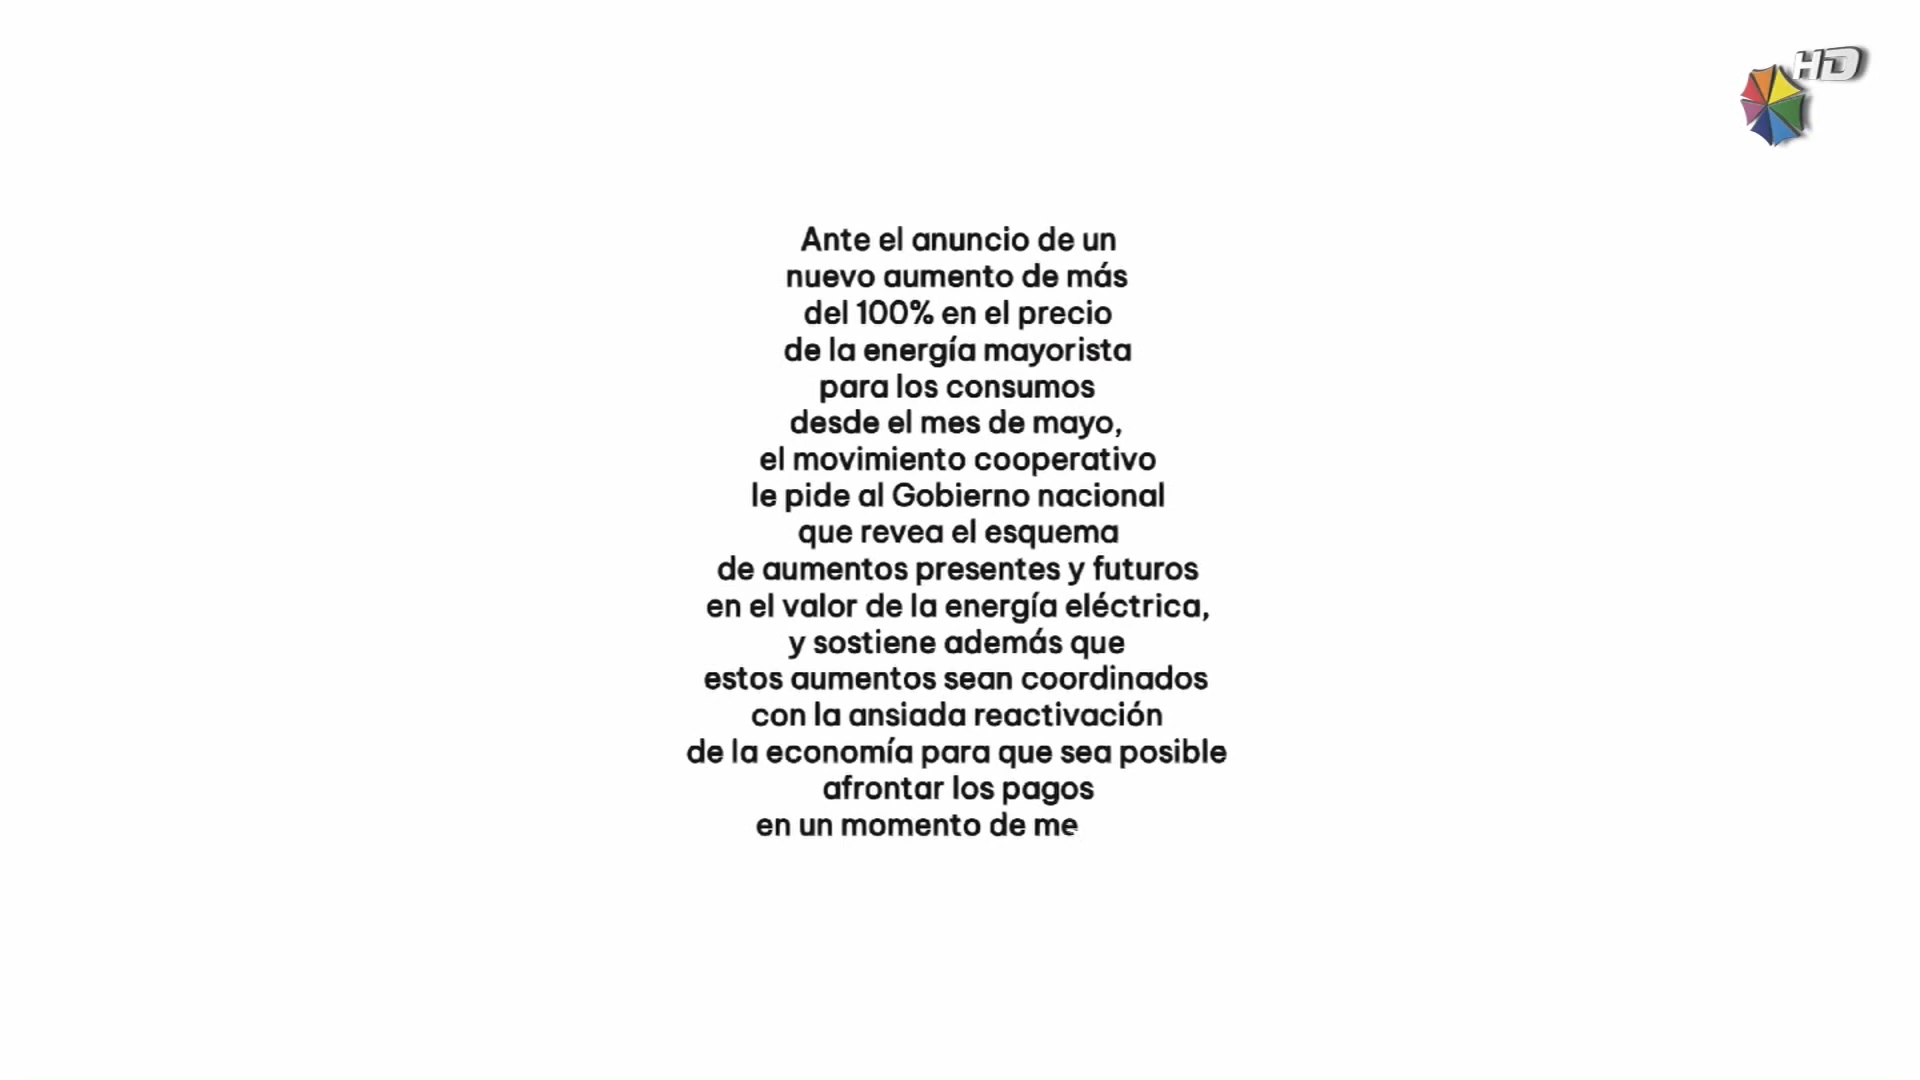 HD
Ante el anuncio de un
nuevo aumento de más
del 100% en el precio
de la energía mayorista
para los consumos
desde el mes de mayo,
el movimiento cooperativo
le pide al Gobierno nacional
que revea el esquema
de aumentos presentes y futuros
en el valor de la energía eléctrica,
y sostiene además que
estos aumentos sean coordinados
con la ansiada reactivación
de la economía para que sea posible
afrontar los pagos
en un momento de me